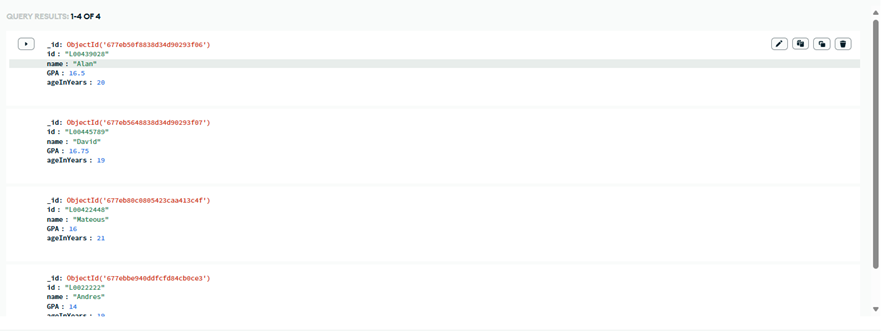 QUERY RESULTS: 1-4 OF 4
_id: ObjectId('677eb50f8838d34d90293f06')
id : "L00439028"
name : "Alan"
GPA : 16.5
ageInYears : 20
_id: ObjectId('677eb5648838d34d90293f07')
id : "L00445789"
name : "David"
GPA : 16.75
ageInYears : 19
_id: ObjectId('677eb80c0805423caa413c4f')
id : "L00422448"
name : "Mateous"
GPA : 16
ageInYears : 21
_id: ObjectId('677ebbe940ddfcfd84cb0ce3')
id : "L0022222"
name : "Andres"
GPA : 14
ageInYears : 19